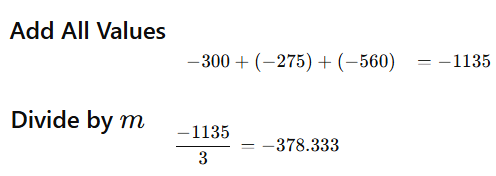 Add All Values
−300 + (−275) + (−560) = −1135
Divide by m
−1135
3
= −378.333